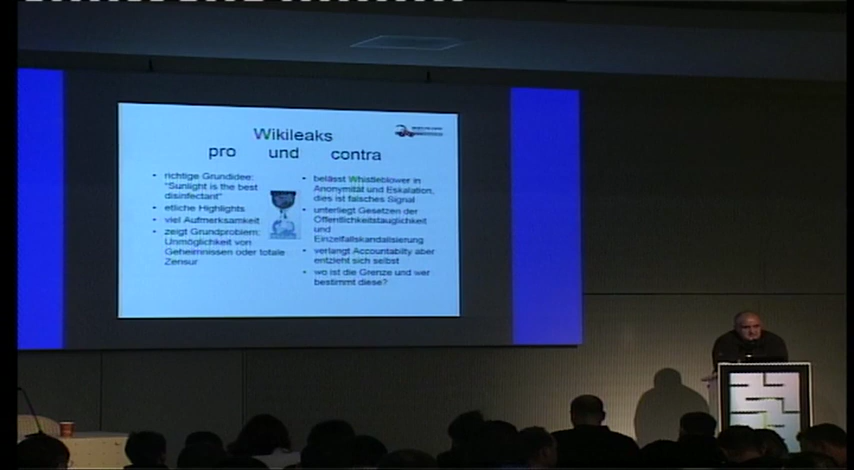 Wikileaks
pro und contra
richtige Grundidee:
"Sunlight is the best
disinfectant"
etliche Highlights
viel Aufmerksamkeit
zeigt Grundproblem:
Unmöglichkeit von
Geheimnissen oder totale
Zensur
belässt Whistleblower in
Anonymität und Eskalation,
dies ist falsches Signal
unterliegt Gesetzen der
Öffentlichkeitstauglichkeit
und
Einzelfallskandalisierung
verlangt Accountabilty aber
entzieht sich selbst
wo ist die Grenze und wer
bestimmt diese?